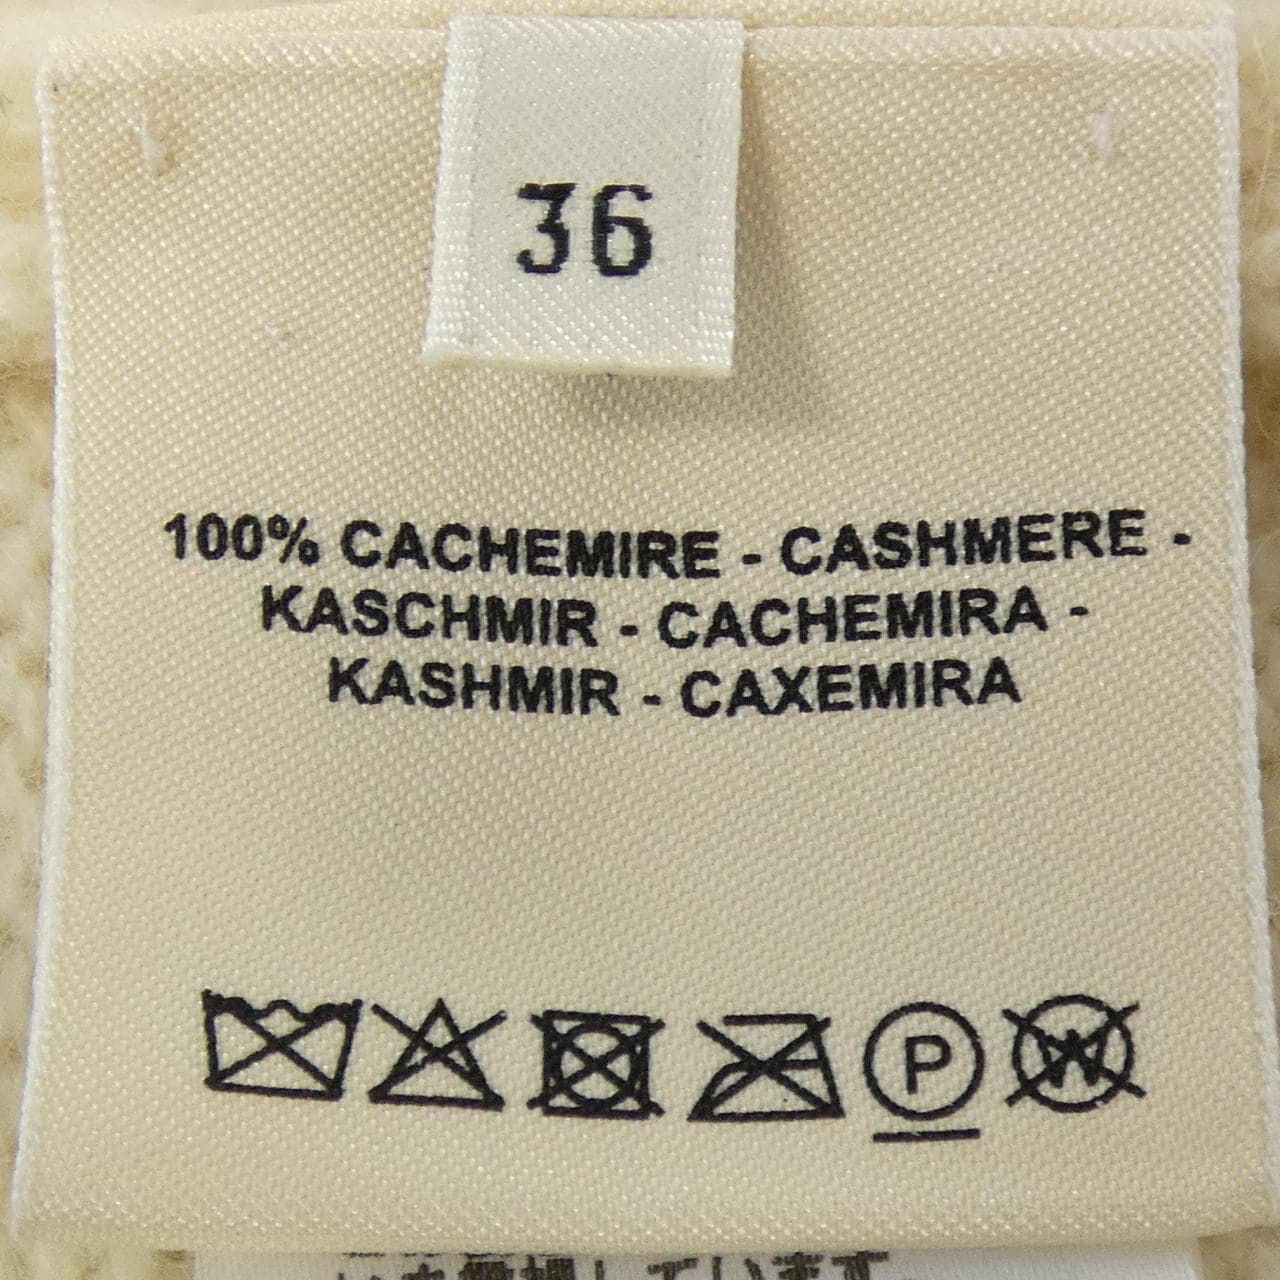 36
100% CACHEMIRE - CASHMERE -
KASCHMIR - CACHEMIRA -
KASHMIR - CAXEMIRA
P
W